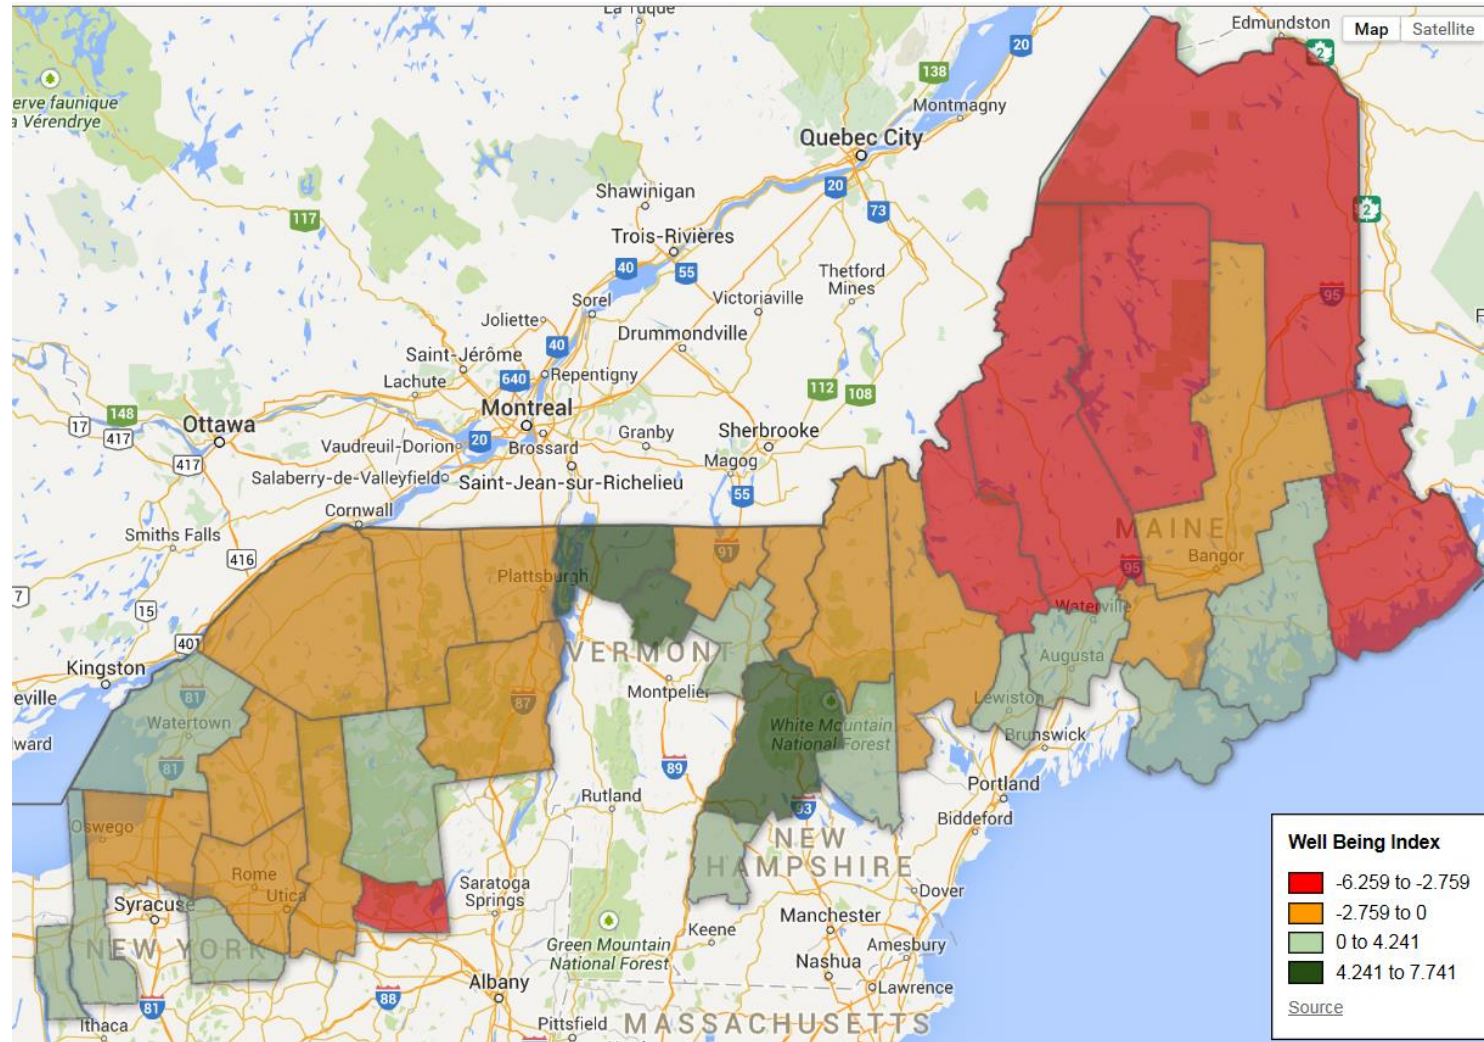 La Tuque
Edmundston
Map
Satellite
20
2
138
erve faunique
a Vérendrye
Montmagny
Quebec City
20
Shawinigan
73
117
2
Trois-Rivières
40
55
Thetford
Mines
Victoriaville
95
Sorel
Joliette
Drummondville
40
Saint-Jérôme
Repentigny
640
Lachute
112
108
148
Montreal
17
417
Ottawa
20
Granby
Sherbrooke
Vaudreuil-Dorion
Brossard
417
Magog
Salaberry-de-Valleyfield
Saint-Jean-sur-Richelieu
55
Cornwall
Smiths Falls
MAINE
416
91
Bangor
95
Plattsburgh
7
15
Waterville
401
VERMONT
Kingston
Augusta
Montpelier
81
eville
87
Lewiston
Watertown
White Mountain
National Forest
Brunswick
ward
81
89
Portland
Rutland
93
Biddeford
Oswego
NEW
HAMPSHIRE
Rome
Saratoga
Springs
Dover
Syracuse
Utica
Manchester
Keene
Green Mountain
National Forest
Amesbury
NEW YORK
Nashua
Albany
Lawrence
88
81
Ithaca
Pittsfield
MASSACHUSETTS
Well Being Index
-6.259 to -2.759
-2.759 to 0
0 to 4.241
4.241 to 7.741
Source